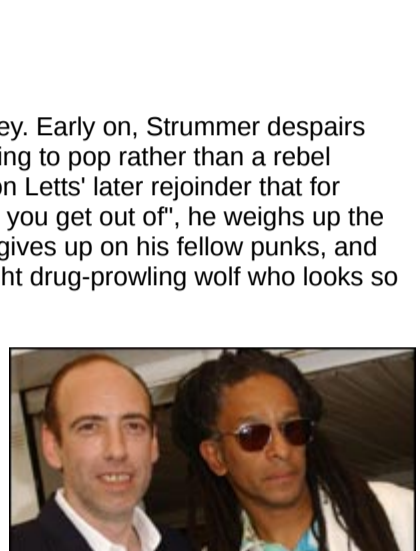 ey. Early on, Strummer despairs
ing to pop rather than a rebel
on Letts' later rejoinder that for
you get out of", he weighs up the
gives up on his fellow punks, and
ht drug-prowling wolf who looks so